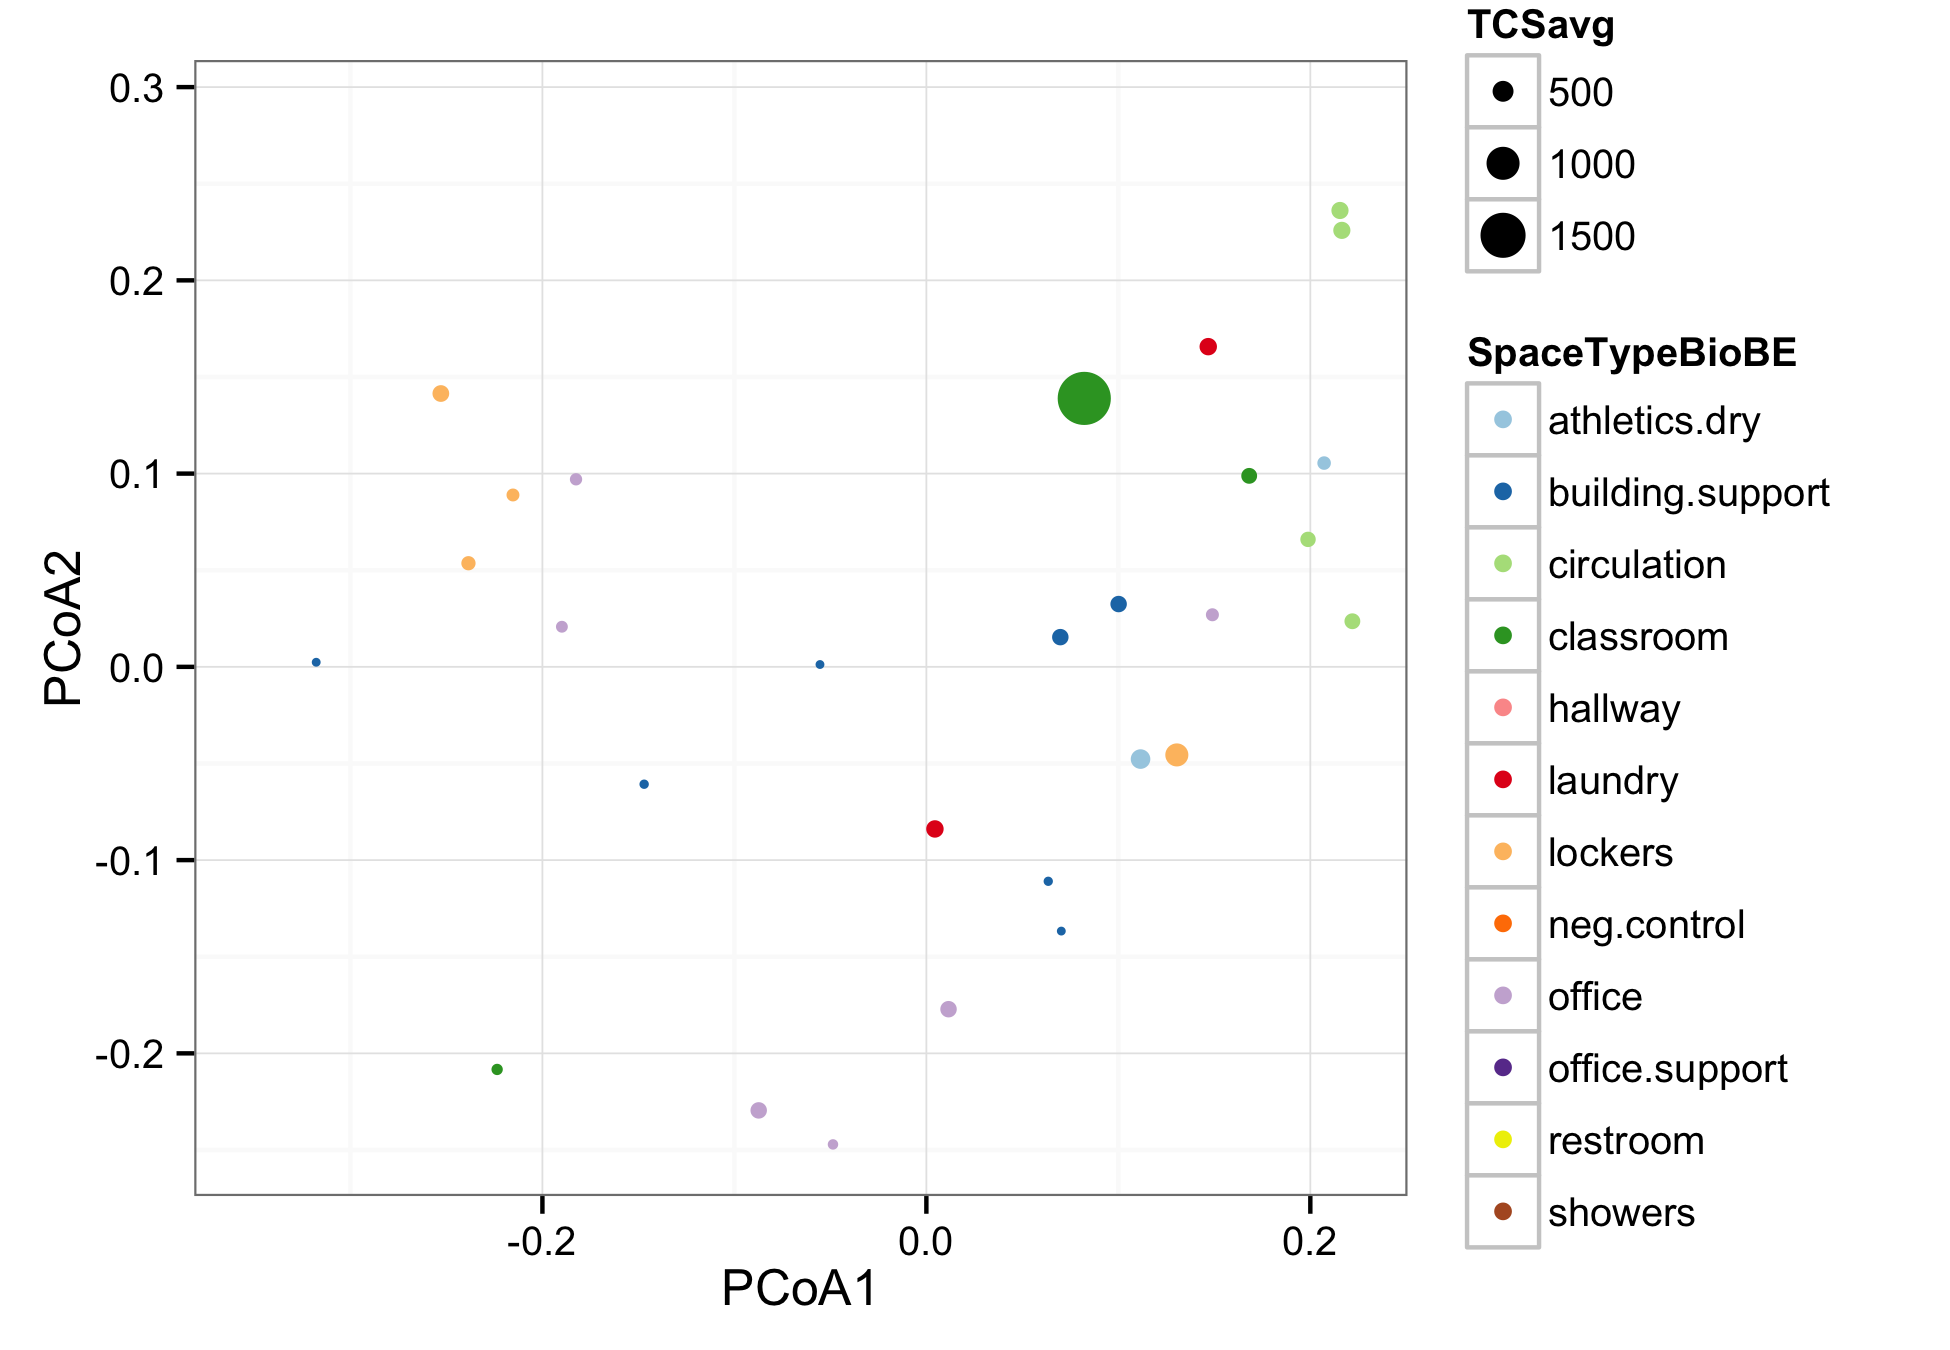 TCSavg
500
1000
1500
SpaceTypeBioBE
athletics.dry
building.support
circulation
classroom
hallway
laundry
lockers
neg.control
office
office.support
restroom
showers
PCoA2
0.3
0.2
0.1
0.0
-0.1
-0.2
-0.2
0.0
0.2
PCoA1